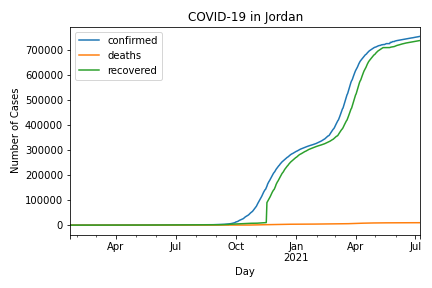 COVID-19 in Jordan
confirmed
deaths
recovered
Number of Cases
700000
600000
500000
400000
300000
200000
100000
0
Apr Jul Oct Jan Apr Jul
2021
Day